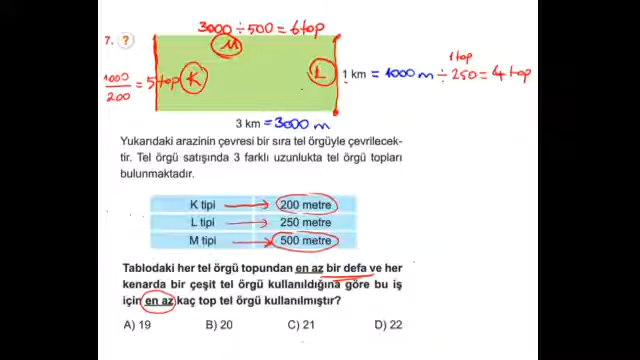 3000 ÷ 500 = 6 top
7. ?
M
1000/200 = 5 top K
L
1 km = 1000 m ÷ 250 = 4 top
1 top
3 km = 3000 m
Yukarıdaki arazinin çevresi bir sıra tel örgüyle çevrilecek-
tir. Tel örgü satışında 3 farklı uzunlukta tel örgü topları
bulunmaktadır.
K tipi → 200 metre
L tipi → 250 metre
M tipi → 500 metre
Tablodaki her tel örgü topundan en az bir defa ve her
kenarda bir çeşit tel örgü kullanıldığına göre bu iş
için en az kaç top tel örgü kullanılmıştır?
A) 19 B) 20 C) 21 D) 22